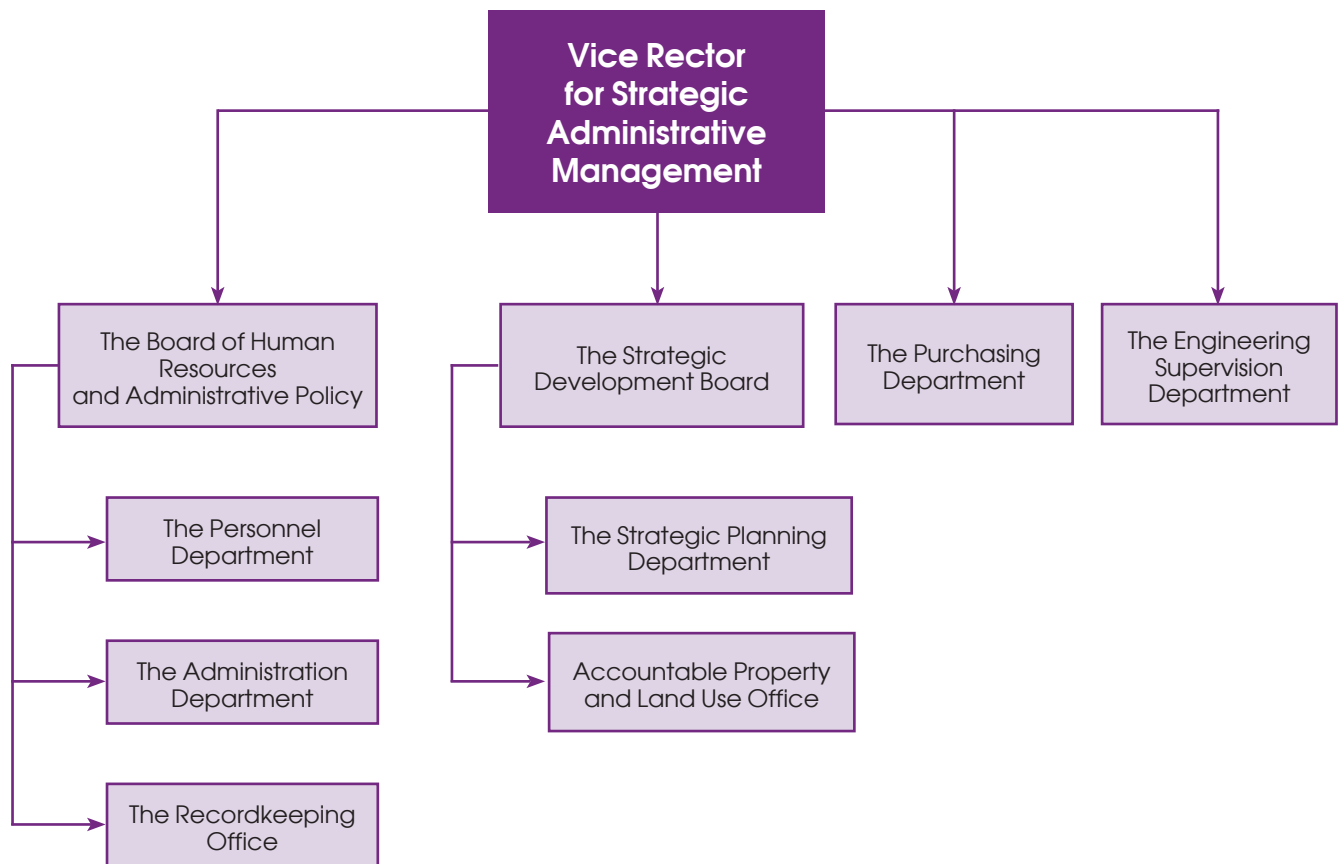 Vice Rector
for Strategic
Administrative
Management
The Board of Human
Resources
and Administrative Policy
The Strategic
Development Board
The Purchasing
Department
The Engineering
Supervision
Department
The Personnel
Department
The Strategic Planning
Department
The Administration
Department
Accountable Property
and Land Use Office
The Recordkeeping
Office